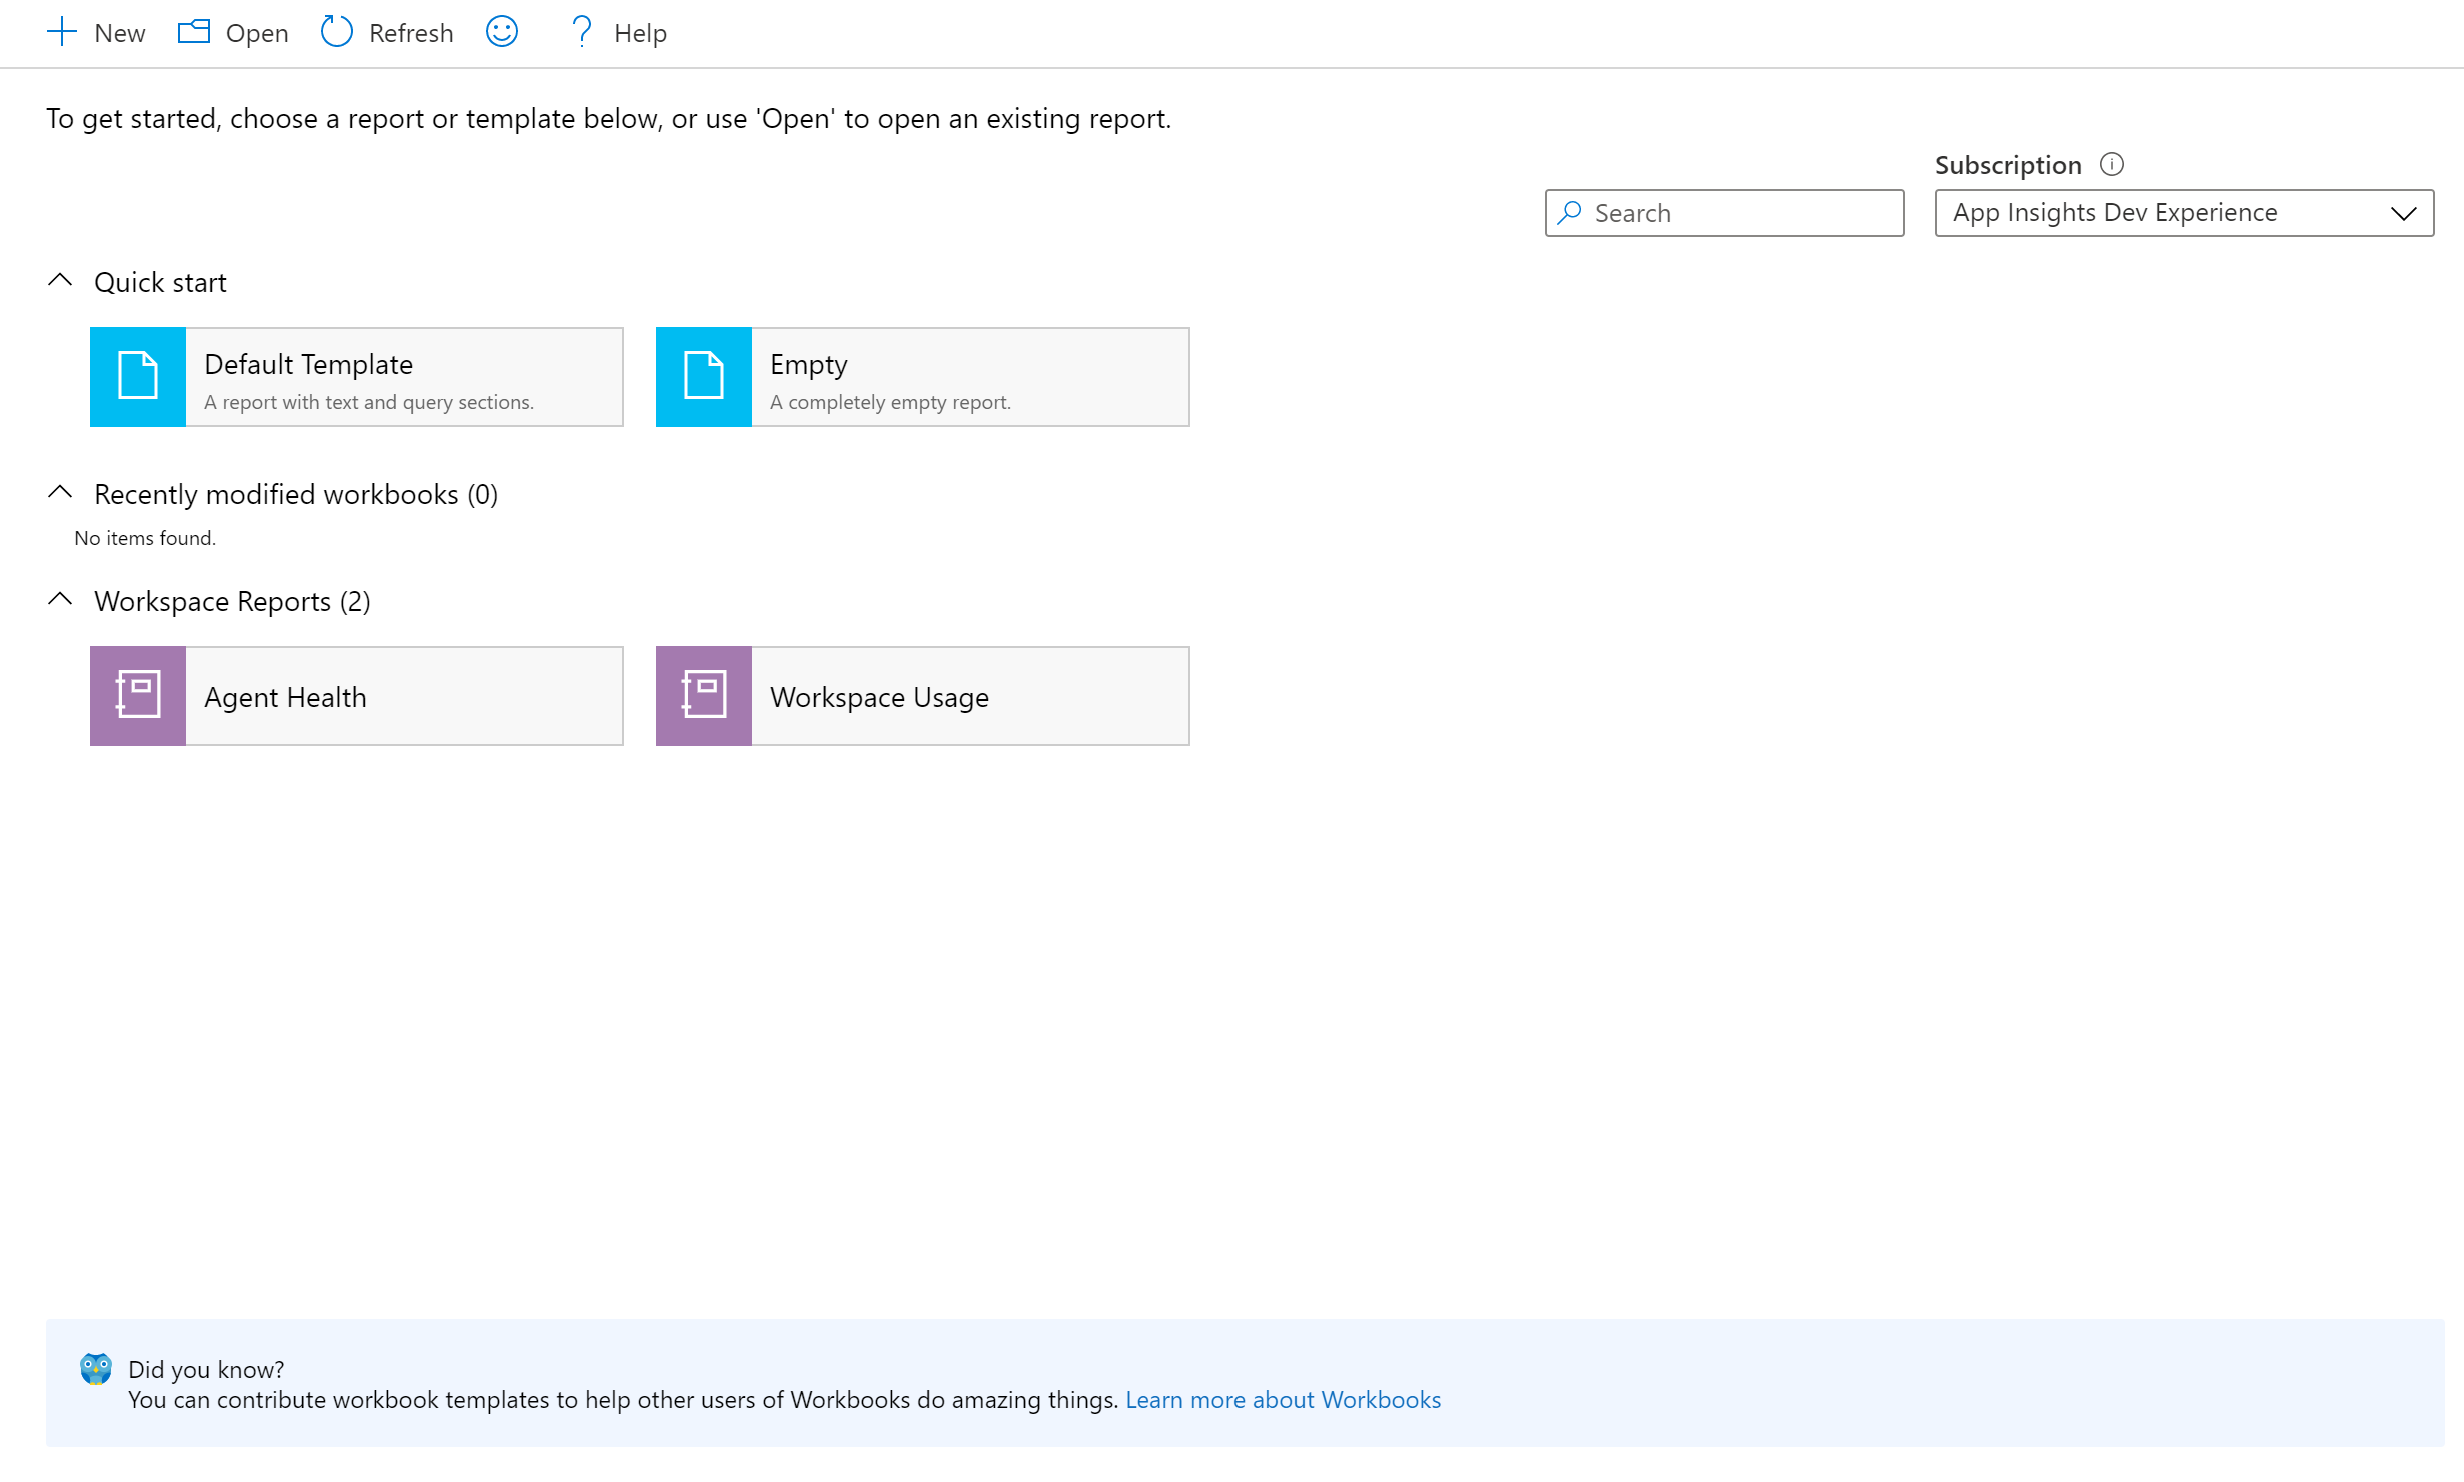 New Open Refresh Help
To get started, choose a report or template below, or use 'Open' to open an existing report.
Subscription
Search
App Insights Dev Experience
Quick start
Default Template
A report with text and query sections.
Empty
A completely empty report.
Recently modified workbooks (0)
No items found.
Workspace Reports (2)
Agent Health
Workspace Usage
Did you know?
You can contribute workbook templates to help other users of Workbooks do amazing things. Learn more about Workbooks